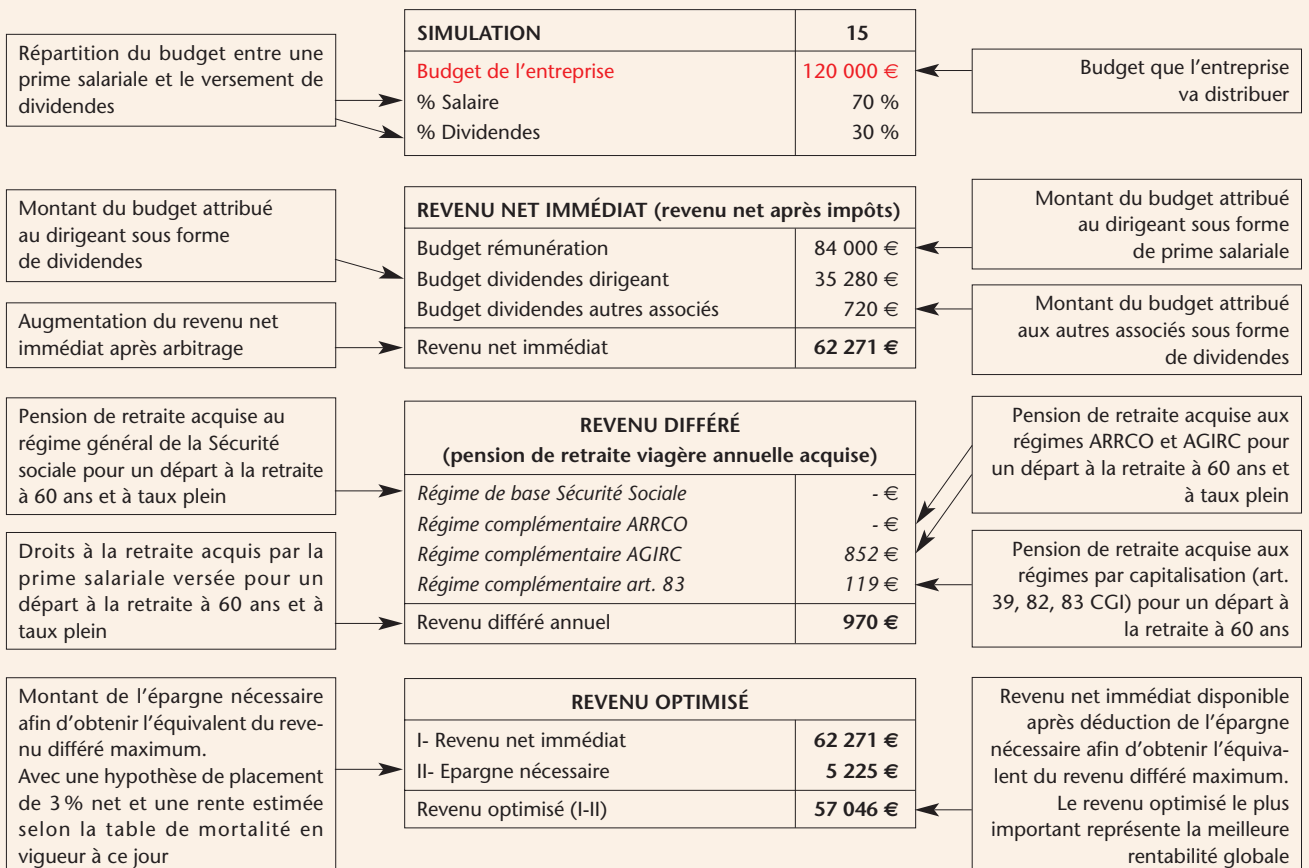 Répartition du budget entre une
prime salariale et le versement de
dividendes
SIMULATION 15
Budget de l'entreprise 120 000 €
% Salaire 70 %
% Dividendes 30 %
Budget que l'entreprise
va distribuer
Montant du budget attribué
au dirigeant sous forme
de dividendes
Augmentation du revenu net
immédiat après arbitrage
REVENU NET IMMÉDIAT (revenu net après impôts)
Budget rémunération 84 000 €
Budget dividendes dirigeant 35 280 €
Budget dividendes autres associés 720 €
Revenu net immédiat 62 271 €
Montant du budget attribué
au dirigeant sous forme
de prime salariale
Montant du budget attribué
aux autres associés sous forme
de dividendes
Pension de retraite acquise au
régime général de la Sécurité
sociale pour un départ à la retraite
à 60 ans et à taux plein
Droits à la retraite acquis par la
prime salariale versée pour un
départ à la retraite à 60 ans et à
taux plein
REVENU DIFFÉRÉ
(pension de retraite viagère annuelle acquise)
Régime de base Sécurité Sociale - €
Régime complémentaire ARRCO - €
Régime complémentaire AGIRC 852 €
Régime complémentaire art. 83 119 €
Revenu différé annuel 970 €
Pension de retraite acquise aux
régimes ARRCO et AGIRC pour
un départ à la retraite à 60 ans et
à taux plein
Pension de retraite acquise aux
régimes par capitalisation (art.
39, 82, 83 CGI) pour un départ à
la retraite à 60 ans
Montant de l'épargne nécessaire
afin d'obtenir l'équivalent du reve-
nu différé maximum.
Avec une hypothèse de placement
de 3 % net et une rente estimée
selon la table de mortalité en
vigueur à ce jour
REVENU OPTIMISÉ
I- Revenu net immédiat 62 271 €
II- Epargne nécessaire 5 225 €
Revenu optimisé (I-II) 57 046 €
Revenu net immédiat disponible
après déduction de l'épargne
nécessaire afin d'obtenir l'équiva-
lent du revenu différé maximum.
Le revenu optimisé le plus
important représente la meilleure
rentabilité globale